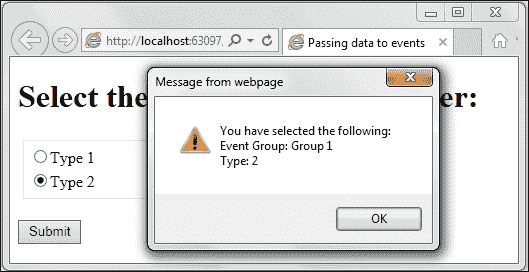 http://localhost:63097,
Passing data to events
Select the
er:
Message from webpage
You have selected the following:
Event Group: Group 1
Type: 2
OK
Type 1
Type 2
Submit